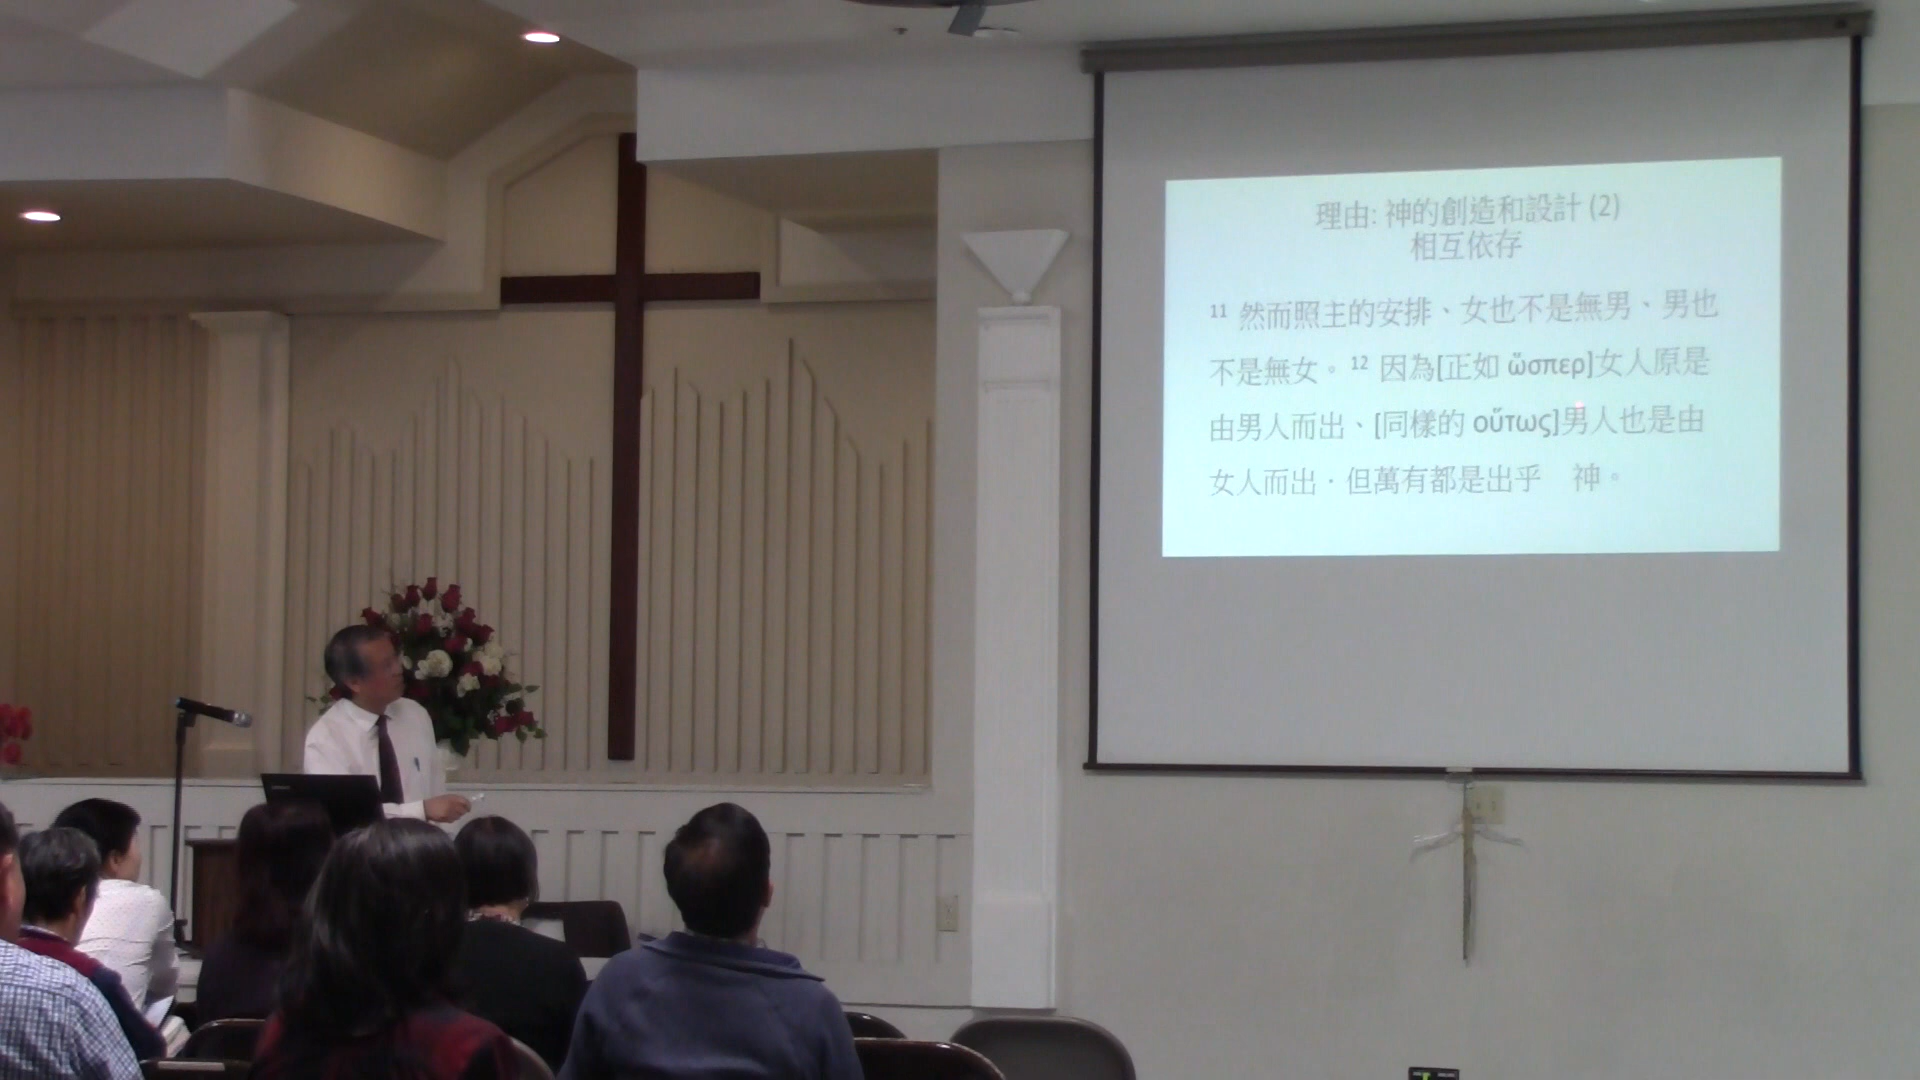 理由: 神的創造和設計 (2)
相互依存
11 然而照主的安排、女也不是無男、男也
不是無女。12 因為[正如 ὥσπερ]女人原是
由男人而出、[同樣的 οὕτως]男人也是由
女人而出．但萬有都是出乎　神。